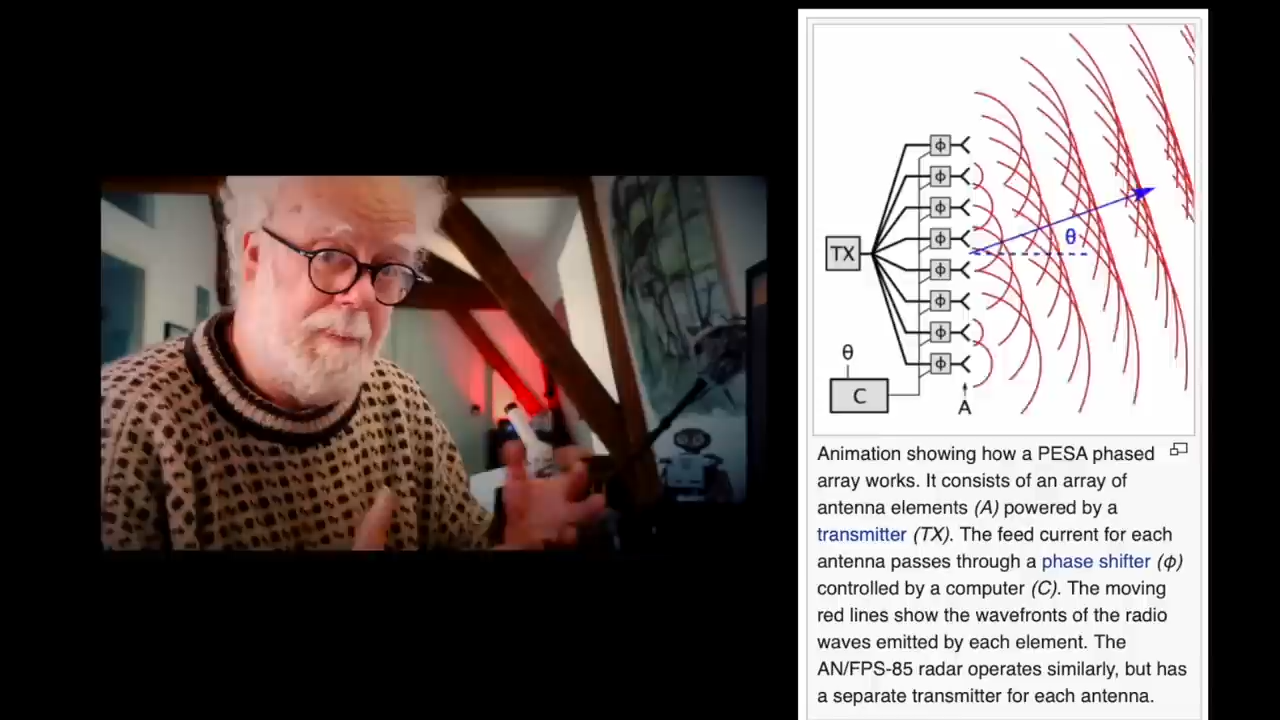 ϕ
ϕ
ϕ
ϕ
TX
θ
ϕ
ϕ
ϕ
θ
ϕ
C
A
Animation showing how a PESA phased
array works. It consists of an array of
antenna elements (A) powered by a
transmitter (TX). The feed current for each
antenna passes through a phase shifter (φ)
controlled by a computer (C). The moving
red lines show the wavefronts of the radio
waves emitted by each element. The
AN/FPS-85 radar operates similarly, but has
a separate transmitter for each antenna.